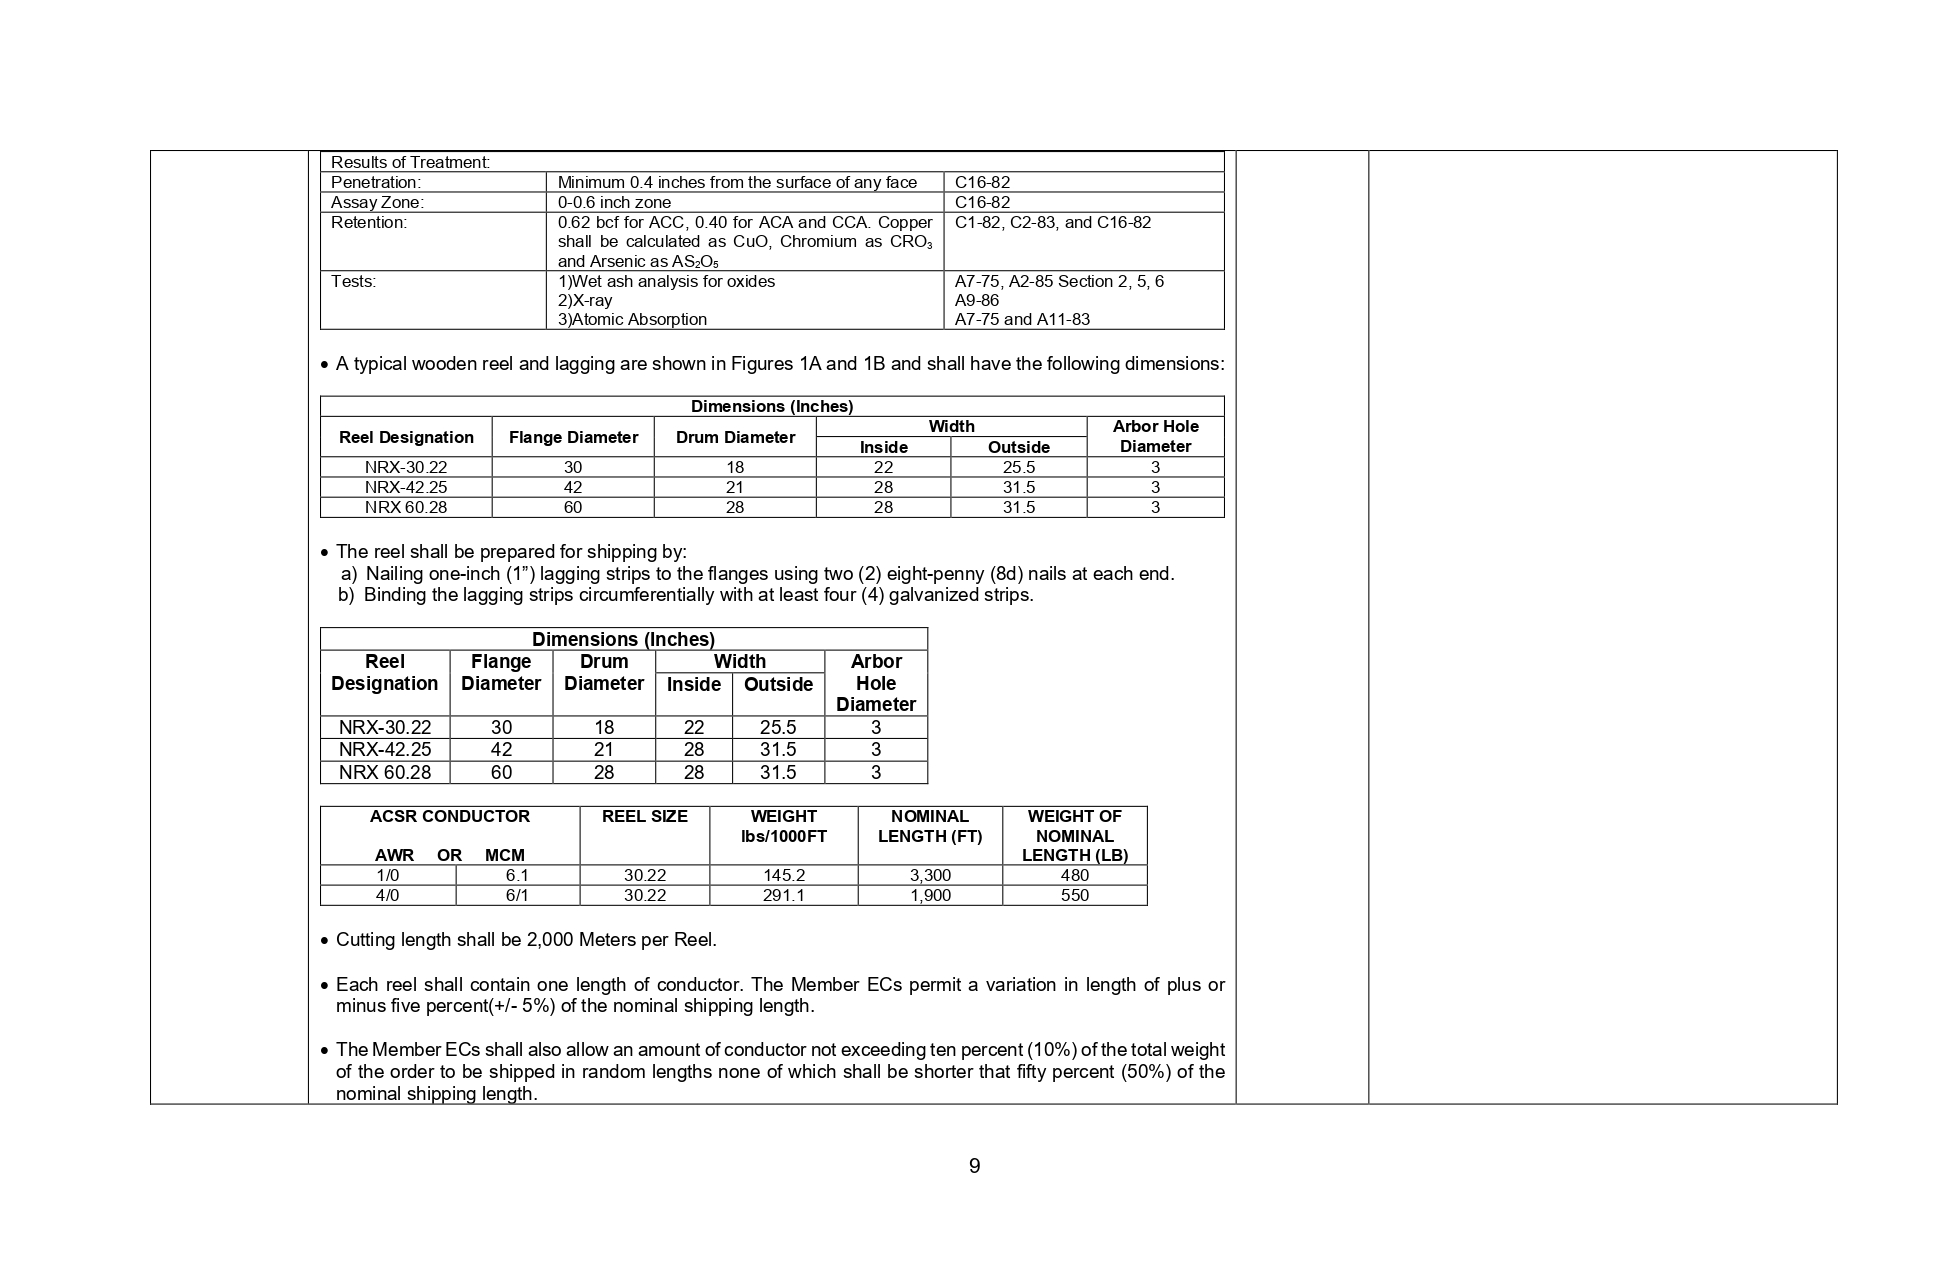 Results of Treatment:
Penetration: Minimum 0.4 inches from the surface of any face C16-82
Assay Zone: 0-0.6 inch zone C16-82
Retention: 0.62 bcf for ACC, 0.40 for ACA and CCA. Copper C1-82, C2-83, and C16-82
shall be calculated as CuO, Chromium as CRO₃
and Arsenic as AS₂O₅
Tests: 1)Wet ash analysis for oxides A7-75, A2-85 Section 2, 5, 6
2)X-ray A9-86
3)Atomic Absorption A7-75 and A11-83
• A typical wooden reel and lagging are shown in Figures 1A and 1B and shall have the following dimensions:
Dimensions (Inches)
Reel Designation Flange Diameter Drum Diameter Width Arbor Hole
Inside Outside Diameter
NRX-30.22 30 18 22 25.5 3
NRX-42.25 42 21 28 31.5 3
NRX 60.28 60 28 28 31.5 3
• The reel shall be prepared for shipping by:
a) Nailing one-inch (1”) lagging strips to the flanges using two (2) eight-penny (8d) nails at each end.
b) Binding the lagging strips circumferentially with at least four (4) galvanized strips.
Dimensions (Inches)
Reel Flange Drum Width Arbor
Designation Diameter Diameter Inside Outside Hole
Diameter
NRX-30.22 30 18 22 25.5 3
NRX-42.25 42 21 28 31.5 3
NRX 60.28 60 28 28 31.5 3
ACSR CONDUCTOR REEL SIZE WEIGHT NOMINAL WEIGHT OF
lbs/1000FT LENGTH (FT) NOMINAL
AWR OR MCM LENGTH (LB)
1/0 6.1 30.22 145.2 3,300 480
4/0 6/1 30.22 291.1 1,900 550
• Cutting length shall be 2,000 Meters per Reel.
• Each reel shall contain one length of conductor. The Member ECs permit a variation in length of plus or
minus five percent(+/- 5%) of the nominal shipping length.
• The Member ECs shall also allow an amount of conductor not exceeding ten percent (10%) of the total weight
of the order to be shipped in random lengths none of which shall be shorter that fifty percent (50%) of the
nominal shipping length.
9